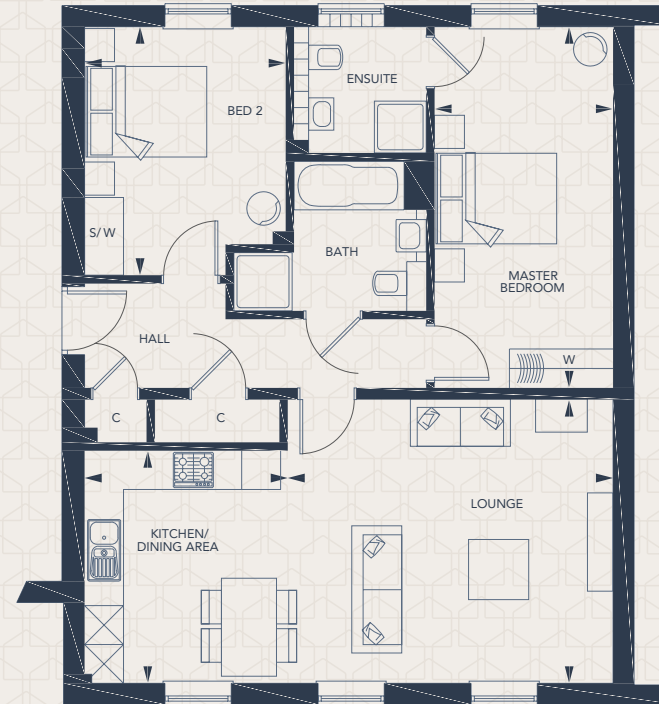 ENSUITE
BED 2
S/ W
BATH
MASTER
BEDROOM
HALL
W
C
C
LOUNGE
KITCHEN/
DINING AREA